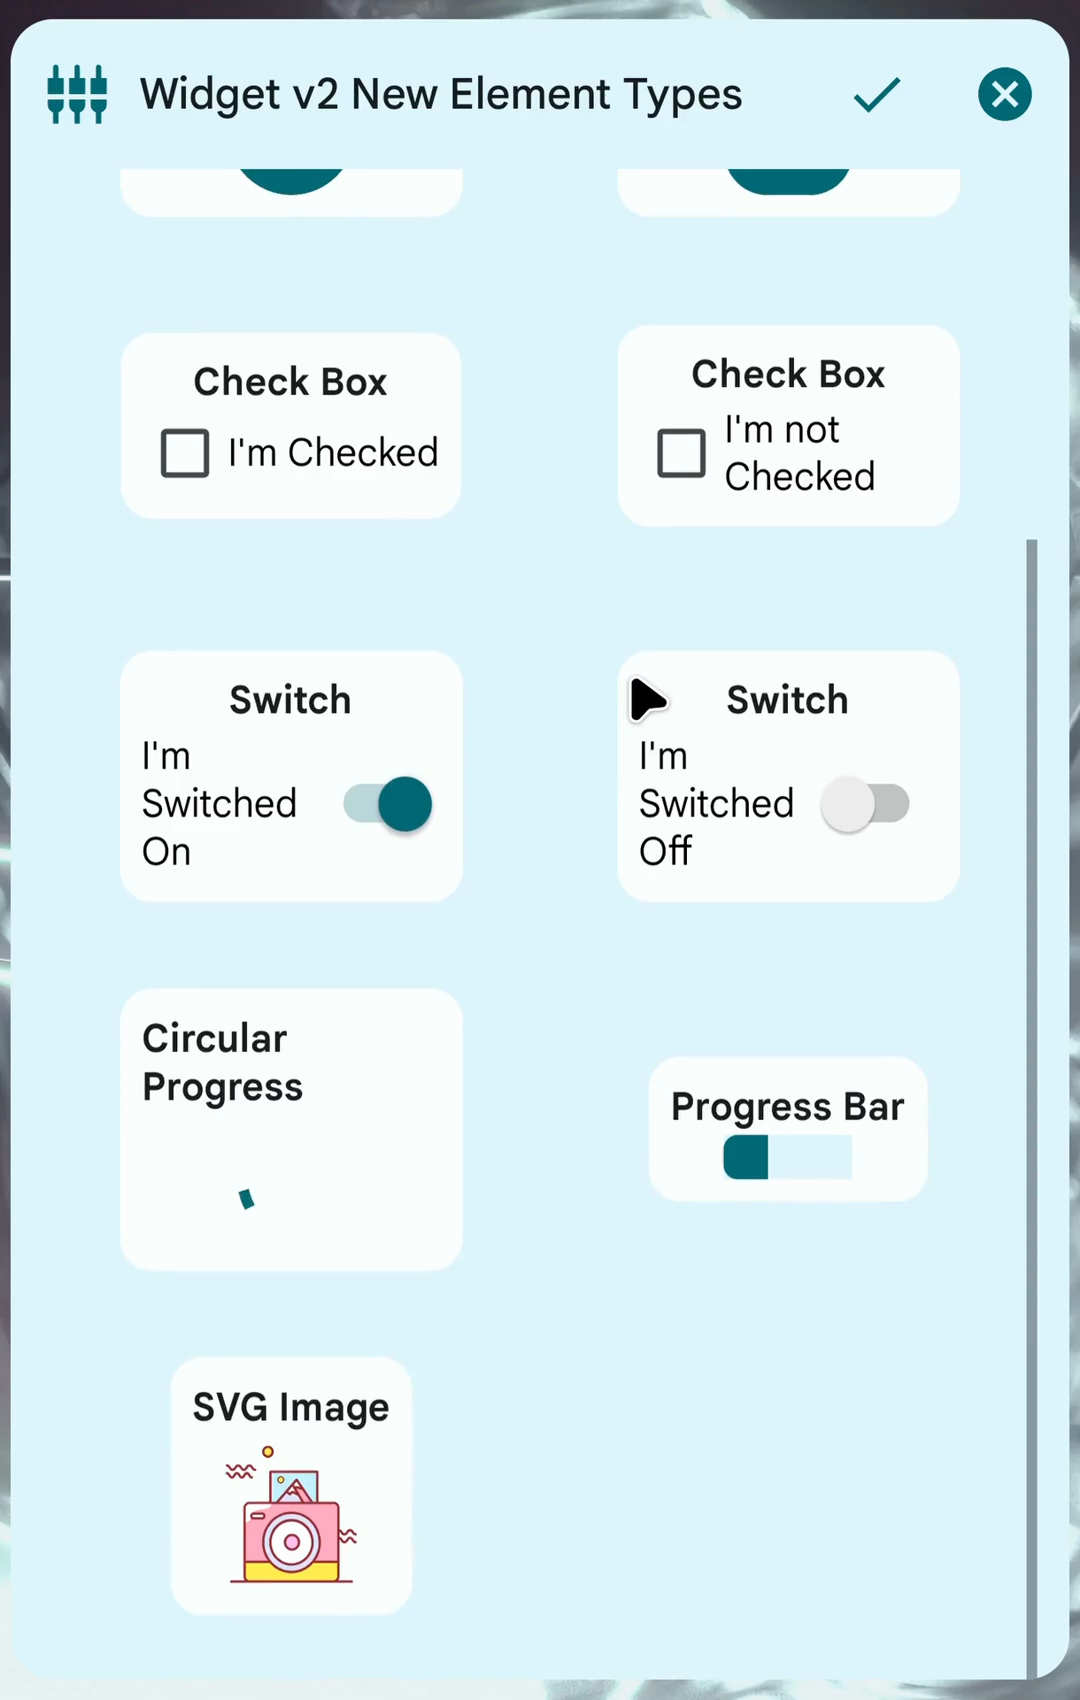 Widget v2 New Element Types
Check Box
I'm Checked
Check Box
I'm not
Checked
Switch
I'm
Switched
On
Switch
I'm
Switched
Off
Circular
Progress
Progress Bar
SVG Image